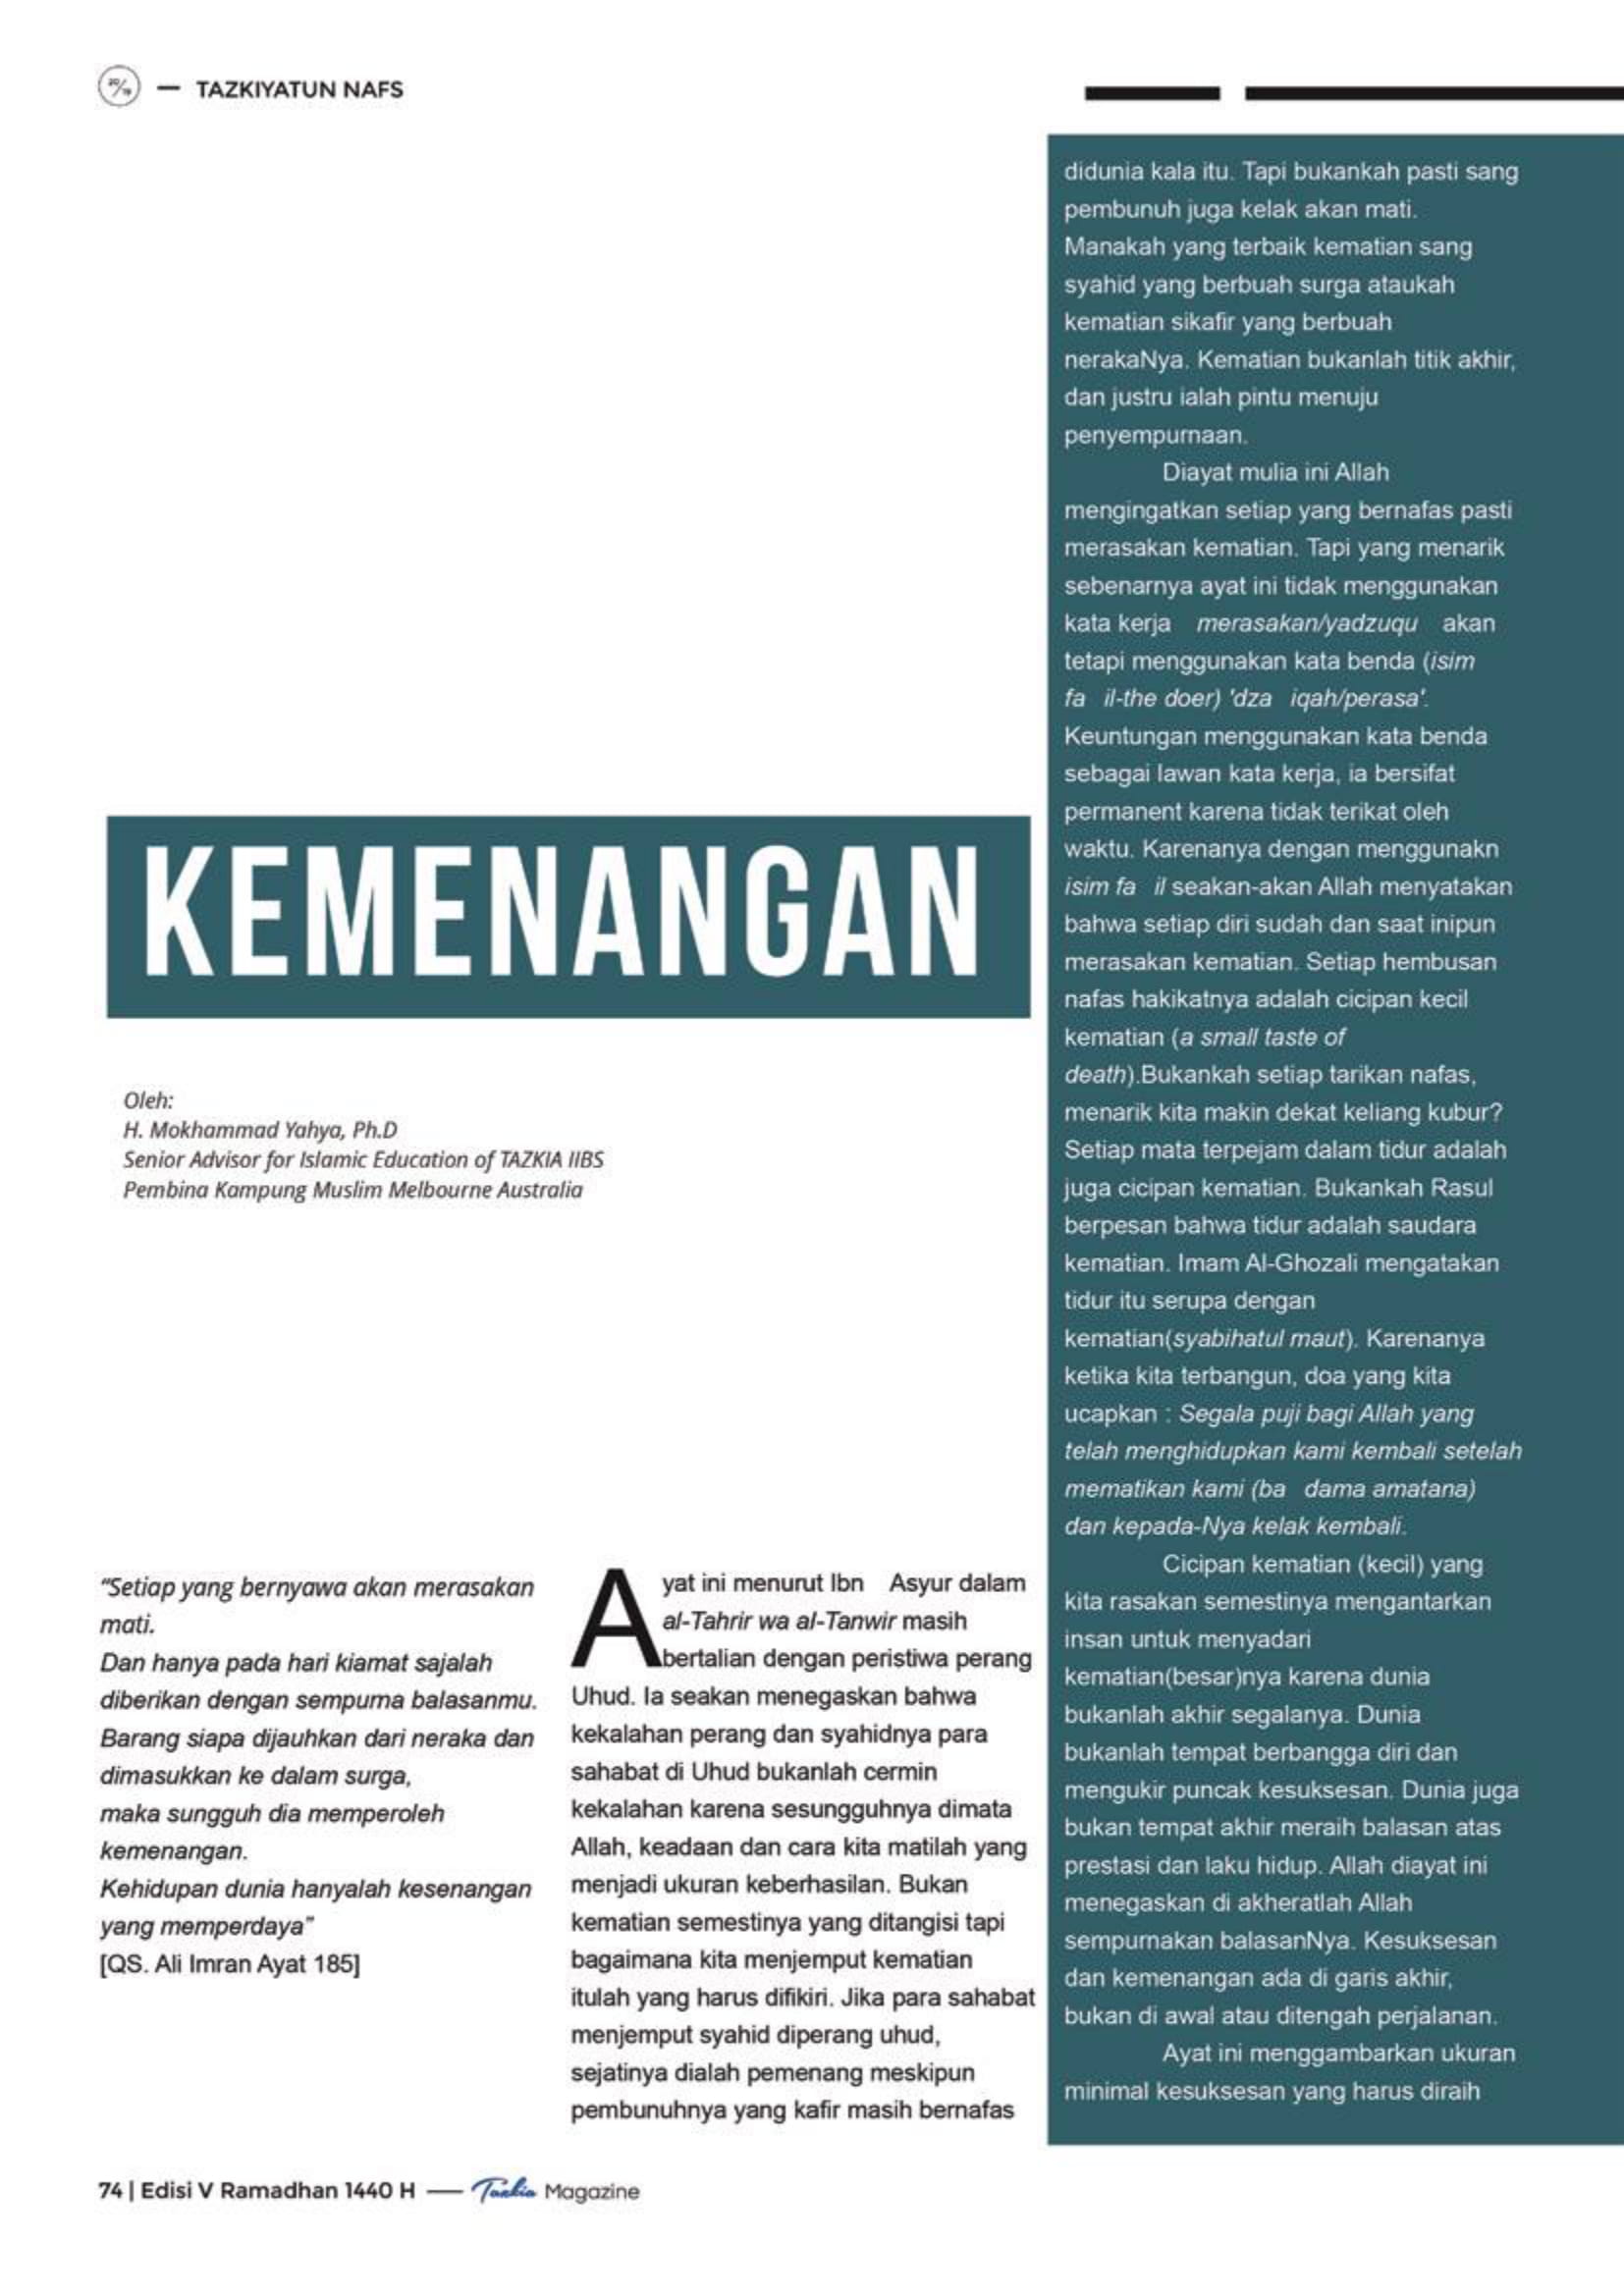 20/19 — TAZKIYATUN NAFS
KEMENANGAN
Oleh:
H. Mokhammad Yahya, Ph.D
Senior Advisor for Islamic Education of TAZKIA IIBS
Pembina Kampung Muslim Melbourne Australia
“Setiap yang bernyawa akan merasakan
mati.
Dan hanya pada hari kiamat sajalah
diberikan dengan sempurna balasanmu.
Barang siapa dijauhkan dari neraka dan
dimasukkan ke dalam surga,
maka sungguh dia memperoleh
kemenangan.
Kehidupan dunia hanyalah kesenangan
yang memperdaya”
[QS. Ali Imran Ayat 185]
Ayat ini menurut Ibn Asyur dalam
al-Tahrir wa al-Tanwir masih
bertalian dengan peristiwa perang
Uhud. Ia seakan menegaskan bahwa
kekalahan perang dan syahidnya para
sahabat di Uhud bukanlah cermin
kekalahan karena sesungguhnya dimata
Allah, keadaan dan cara kita matilah yang
menjadi ukuran keberhasilan. Bukan
kematian semestinya yang ditangisi tapi
bagaimana kita menjemput kematian
itulah yang harus difikiri. Jika para sahabat
menjemput syahid diperang uhud,
sejatinya dialah pemenang meskipun
pembunuhnya yang kafir masih bernafas
didunia kala itu. Tapi bukankah pasti sang
pembunuh juga kelak akan mati.
Manakah yang terbaik kematian sang
syahid yang berbuah surga ataukah
kematian sikafir yang berbuah
nerakaNya. Kematian bukanlah titik akhir,
dan justru ialah pintu menuju
penyempurnaan.
Diayat mulia ini Allah
mengingatkan setiap yang bernafas pasti
merasakan kematian. Tapi yang menarik
sebenarnya ayat ini tidak menggunakan
kata kerja merasakan/yadzuqu akan
tetapi menggunakan kata benda (isim
fa il-the doer) 'dza iqah/perasa'.
Keuntungan menggunakan kata benda
sebagai lawan kata kerja, ia bersifat
permanent karena tidak terikat oleh
waktu. Karenanya dengan menggunakn
isim fa il seakan-akan Allah menyatakan
bahwa setiap diri sudah dan saat inipun
merasakan kematian. Setiap hembusan
nafas hakikatnya adalah cicipan kecil
kematian (a small taste of
death).Bukankah setiap tarikan nafas,
menarik kita makin dekat keliang kubur?
Setiap mata terpejam dalam tidur adalah
juga cicipan kematian. Bukankah Rasul
berpesan bahwa tidur adalah saudara
kematian. Imam Al-Ghozali mengatakan
tidur itu serupa dengan
kematian(syabihatul maut). Karenanya
ketika kita terbangun, doa yang kita
ucapkan : Segala puji bagi Allah yang
telah menghidupkan kami kembali setelah
mematikan kami (ba dama amatana)
dan kepada-Nya kelak kembali.
Cicipan kematian (kecil) yang
kita rasakan semestinya mengantarkan
insan untuk menyadari
kematian(besar)nya karena dunia
bukanlah akhir segalanya. Dunia
bukanlah tempat berbangga diri dan
mengukir puncak kesuksesan. Dunia juga
bukan tempat akhir meraih balasan atas
prestasi dan laku hidup. Allah diayat ini
menegaskan di akheratlah Allah
sempurnakan balasanNya. Kesuksesan
dan kemenangan ada di garis akhir,
bukan di awal atau ditengah perjalanan.
Ayat ini menggambarkan ukuran
minimal kesuksesan yang harus diraih
74 | Edisi V Ramadhan 1440 H — Tazkia Magazine